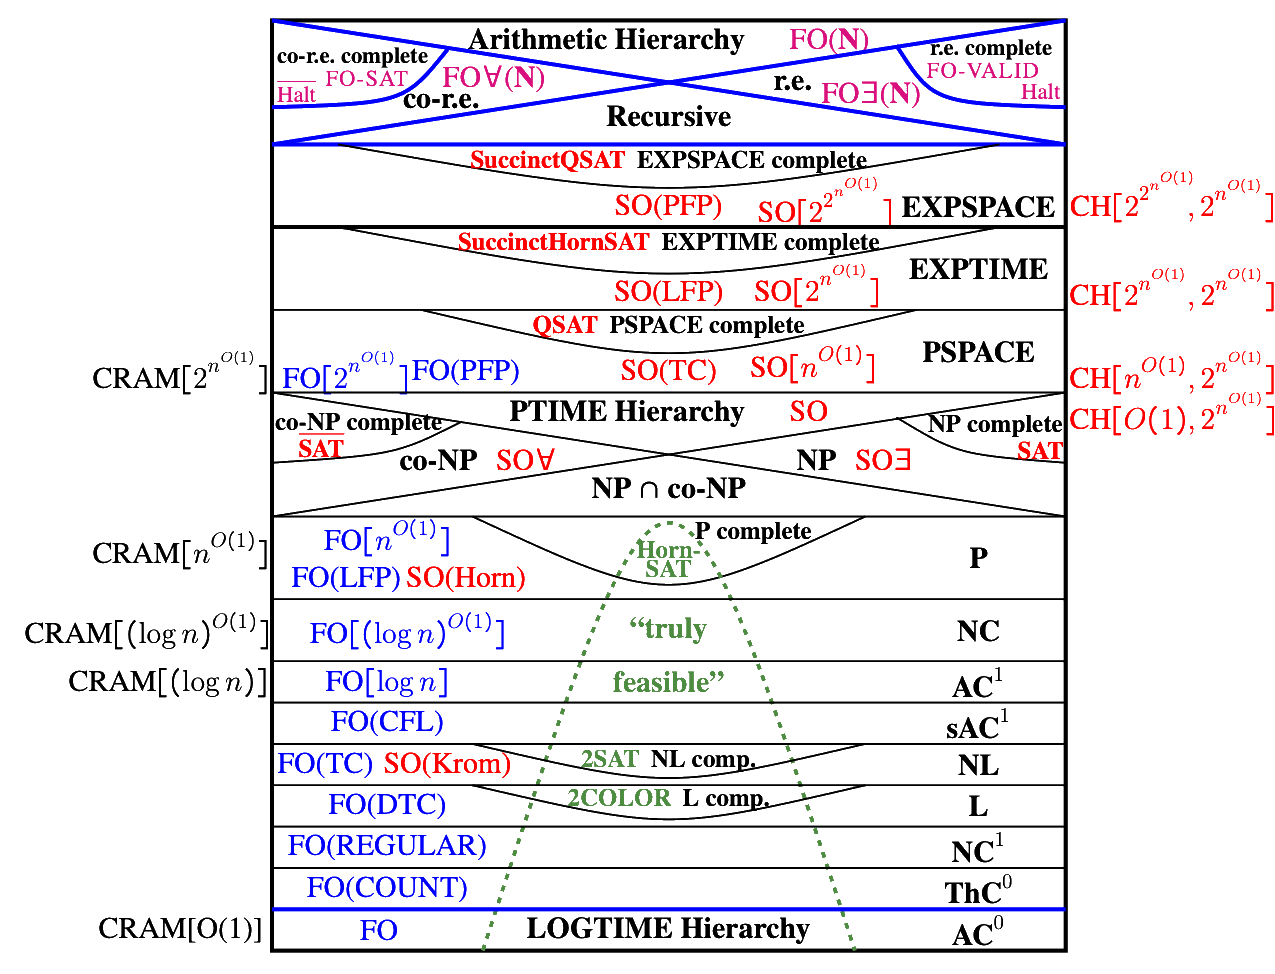 Arithmetic Hierarchy FO(N)
co-r.e. complete
r.e. complete
FO-SAT
Halt
FO∀(N)
co-r.e.
r.e.
FO∃(N)
FO-VALID
Halt
Recursive
SuccinctQSAT EXPSPACE complete
SO(PFP) SO[2^{2^{n^{O(1)}}}] EXPSPACE CH[2^{2^{n^{O(1)}}}, 2^{n^{O(1)}}]
SuccinctHornSAT EXPTIME complete
EXPTIME
SO(LFP) SO[2^{n^{O(1)}}] CH[2^{n^{O(1)}}, 2^{n^{O(1)}}]
QSAT PSPACE complete
PSPACE
CRAM[2^{n^{O(1)}}] FO[2^{n^{O(1)}}] FO(PFP) SO(TC) SO[n^{O(1)}] CH[n^{O(1)}, 2^{n^{O(1)}}]
PTIME Hierarchy SO CH[O(1), 2^{n^{O(1)}}]
co-NP complete
SAT
NP complete
SAT
co-NP SO∀
NP SO∃
NP ∩ co-NP
P complete
Horn-
SAT
CRAM[n^{O(1)}] FO[n^{O(1)}] P
FO(LFP) SO(Horn)
CRAM[(log n)^{O(1)}] FO[(log n)^{O(1)}] “truly NC
CRAM[(log n)] FO[log n] feasible” AC^1
FO(CFL) sAC^1
FO(TC) SO(Krom) 2SAT NL comp. NL
FO(DTC) 2COLOR L comp. L
FO(REGULAR) NC^1
FO(COUNT) ThC^0
CRAM[O(1)] FO LOGTIME Hierarchy AC^0